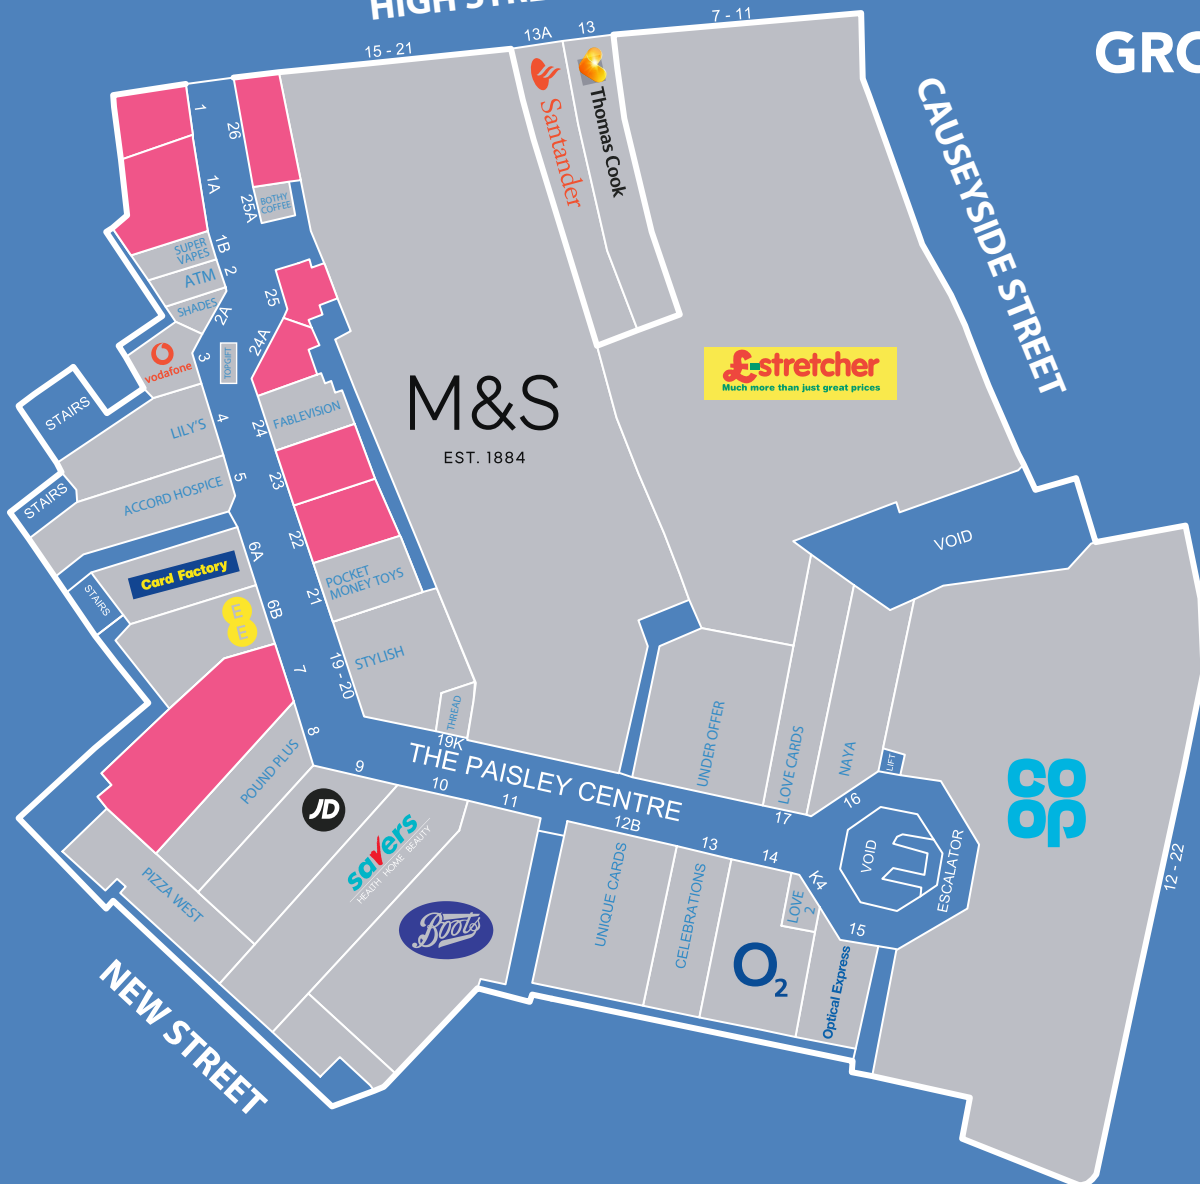 HIGH STRE
GRO
CAUSEYSIDE STREET
15 - 21
13A
13
7 - 11
Santander
Thomas Cook
1
26
1A
25A
BOTHY
COFFEE
1B
SUPER
VAPES
2
ATM
2A
SHADES
25
24A
3
vodafone
TOPGIFT
STAIRS
4
LILY'S
24
FABLEVISION
M&S
EST. 1884
£-stretcher
Much more than just great prices
STAIRS
5
ACCORD HOSPICE
23
22
6A
Card Factory
STAIRS
6B
EE
21
POCKET
MONEY TOYS
VOID
7
19 - 20
STYLISH
THREAD
19K
8
POUND PLUS
9
JD
10
savers
HEALTH HOME BEAUTY
11
Boots
PIZZA WEST
THE PAISLEY CENTRE
UNDER OFFER
LOVE CARDS
NAYA
LIFT
17
16
VOID
ESCALATOR
COOP
12 - 22
12B
UNIQUE CARDS
13
CELEBRATIONS
14
O2
K4
LOVE
2
15
Optical Express
NEW STREET